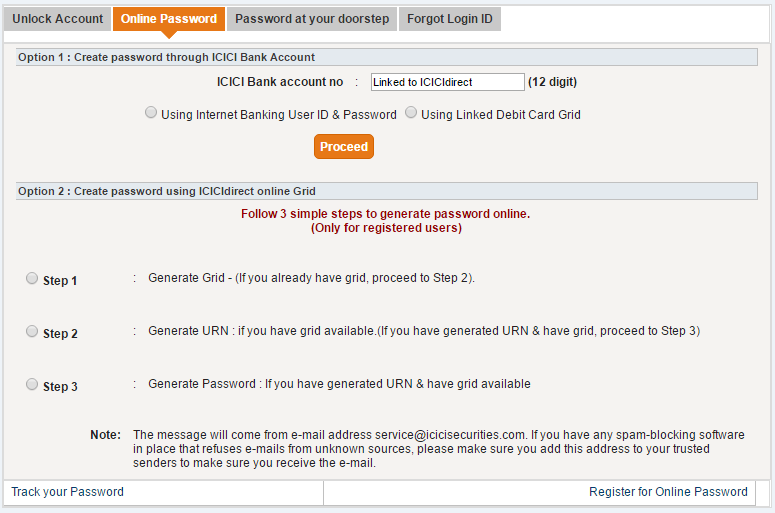 Unlock Account Online Password Password at your doorstep Forgot Login ID
Option 1 : Create password through ICICI Bank Account
ICICI Bank account no : Linked to ICICIdirect (12 digit)
Using Internet Banking User ID & Password Using Linked Debit Card Grid
Proceed
Option 2 : Create password using ICICIdirect online Grid
Follow 3 simple steps to generate password online.
(Only for registered users)
Step 1 : Generate Grid - (If you already have grid, proceed to Step 2).
Step 2 : Generate URN : if you have grid available.(If you have generated URN & have grid, proceed to Step 3)
Step 3 : Generate Password : If you have generated URN & have grid available
Note: The message will come from e-mail address service@icicisecurities.com. If you have any spam-blocking software
in place that refuses e-mails from unknown sources, please make sure you add this address to your trusted
senders to make sure you receive the e-mail.
Track your Password Register for Online Password